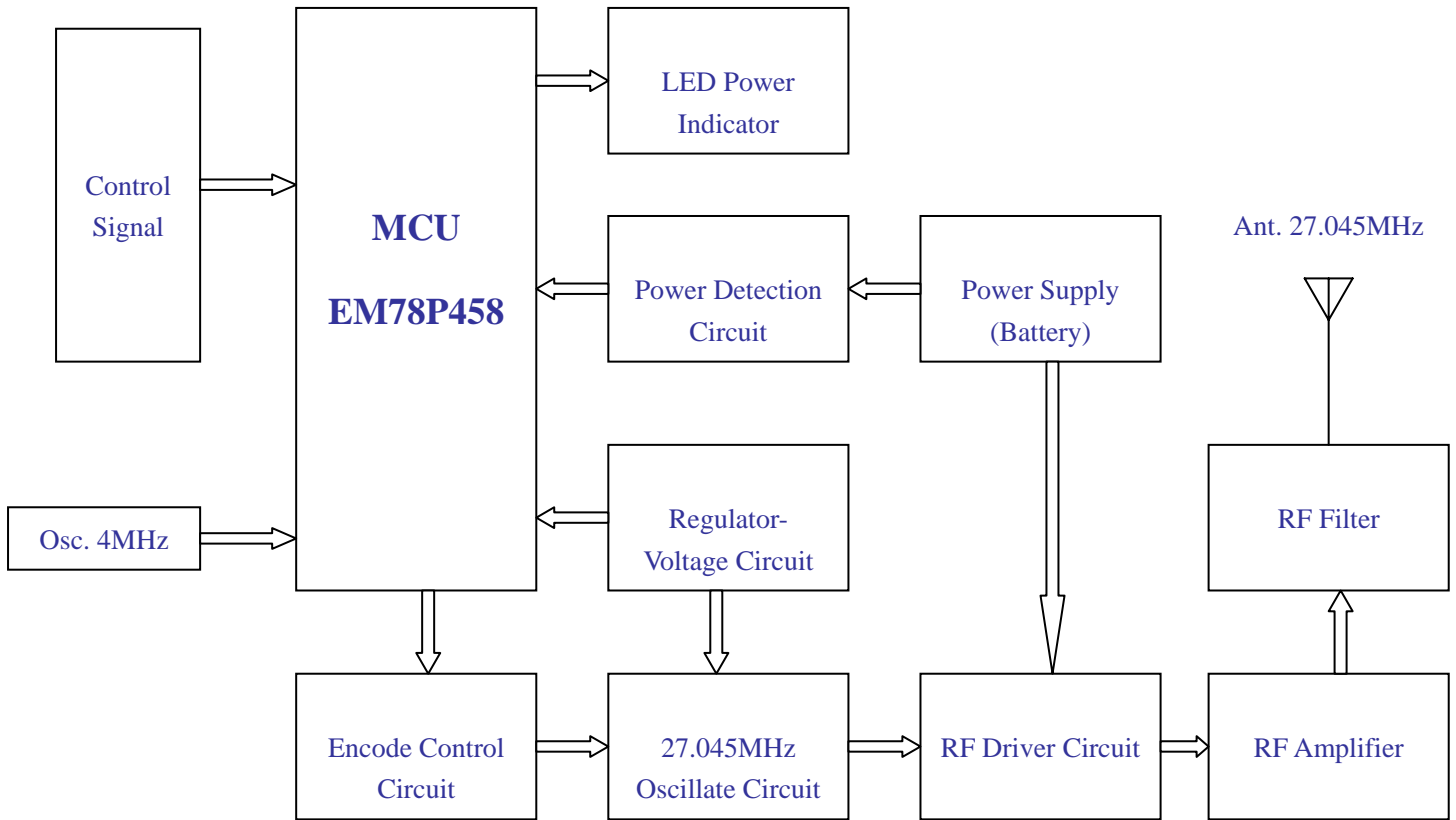 LED Power
Indicator
Control
Signal
MCU
EM78P458
Ant. 27.045MHz
Power Detection
Circuit
Power Supply
(Battery)
Osc. 4MHz
Regulator-
Voltage Circuit
RF Filter
Encode Control
Circuit
27.045MHz
Oscillate Circuit
RF Driver Circuit
RF Amplifier